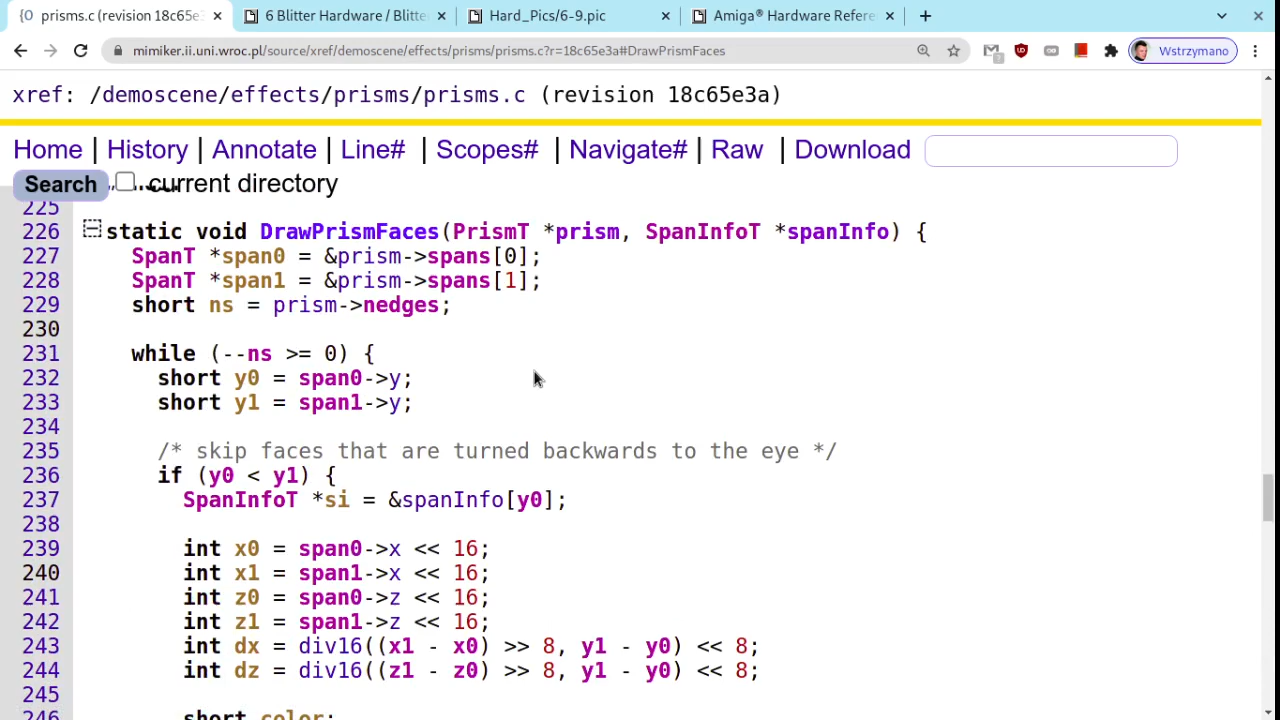 prisms.c (revision 18c65e
6 Blitter Hardware / Blitte
Hard_Pics/6-9.pic
Amiga® Hardware Refere
mimiker.ii.uni.wroc.pl/source/xref/demoscene/effects/prisms/prisms.c?r=18c65e3a#DrawPrismFaces
Wstrzymano
xref: /demoscene/effects/prisms/prisms.c (revision 18c65e3a)
Home | History | Annotate | Line# | Scopes# | Navigate# | Raw | Download
Search current directory
225
226 static void DrawPrismFaces(PrismT *prism, SpanInfoT *spanInfo) {
227 SpanT *span0 = &prism->spans[0];
228 SpanT *span1 = &prism->spans[1];
229 short ns = prism->nedges;
230
231 while (--ns >= 0) {
232 short y0 = span0->y;
233 short y1 = span1->y;
234
235 /* skip faces that are turned backwards to the eye */
236 if (y0 < y1) {
237 SpanInfoT *si = &spanInfo[y0];
238
239 int x0 = span0->x << 16;
240 int x1 = span1->x << 16;
241 int z0 = span0->z << 16;
242 int z1 = span1->z << 16;
243 int dx = div16((x1 - x0) >> 8, y1 - y0) << 8;
244 int dz = div16((z1 - z0) >> 8, y1 - y0) << 8;
245
246 short color;